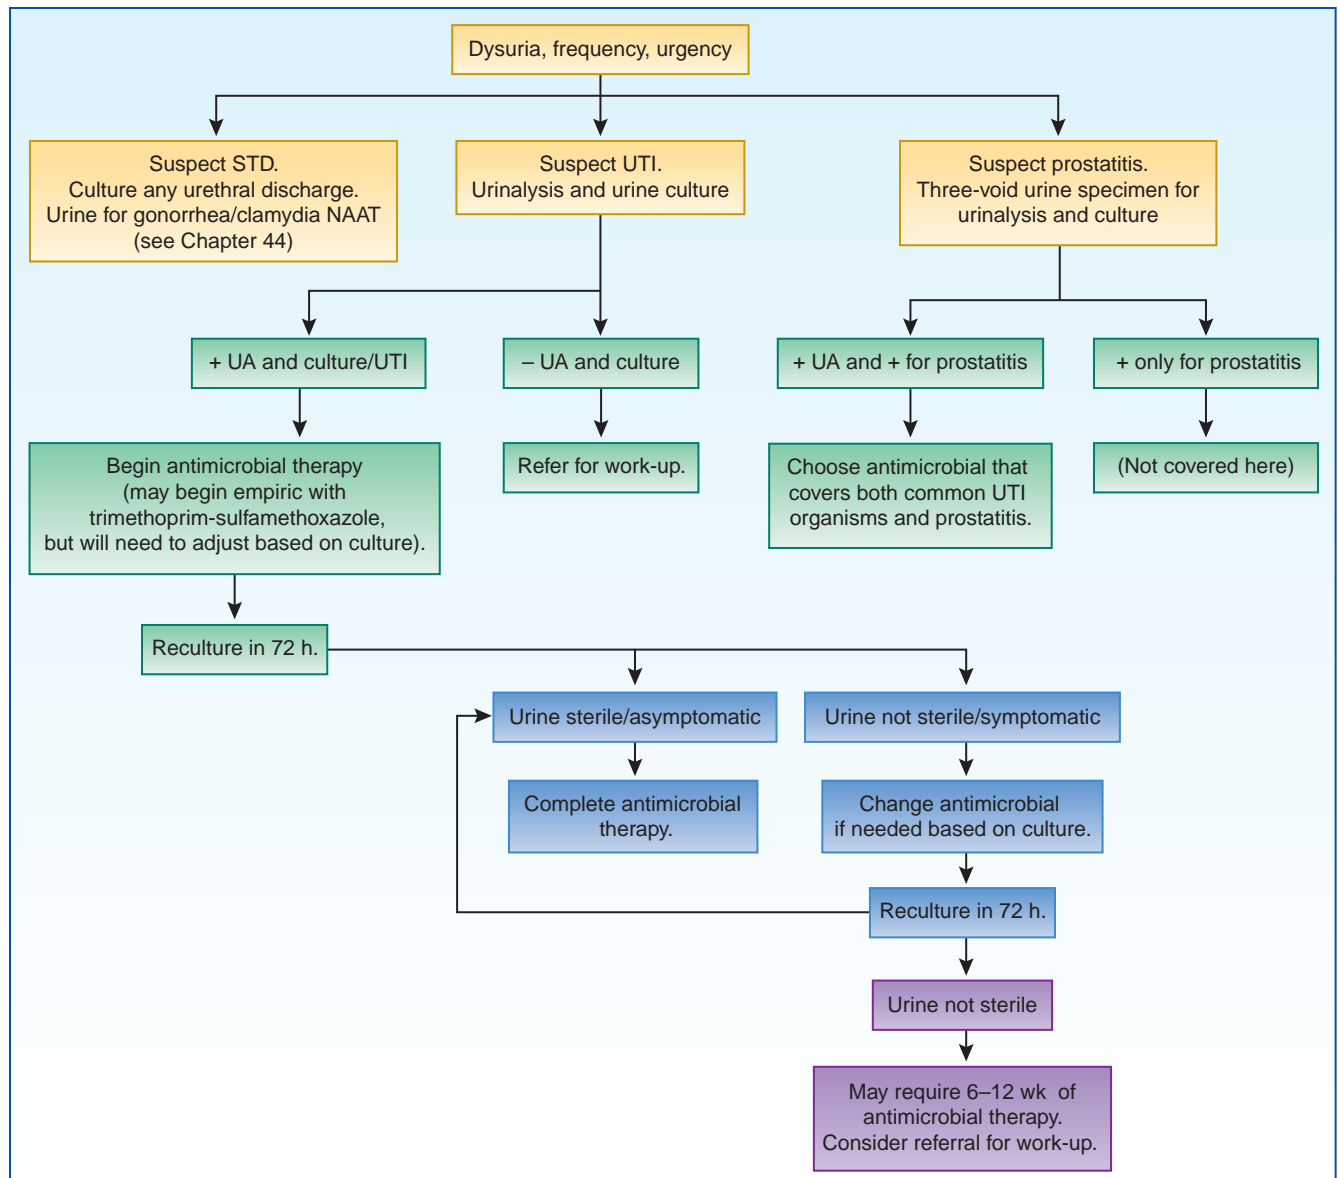 Dysuria, frequency, urgency
Suspect STD.
Culture any urethral discharge.
Urine for gonorrhea/clamydia NAAT
(see Chapter 44)
Suspect UTI.
Urinalysis and urine culture
Suspect prostatitis.
Three-void urine specimen for
urinalysis and culture
+ UA and culture/UTI
– UA and culture
+ UA and + for prostatitis
+ only for prostatitis
Begin antimicrobial therapy
(may begin empiric with
trimethoprim-sulfamethoxazole,
but will need to adjust based on culture).
Refer for work-up.
Choose antimicrobial that
covers both common UTI
organisms and prostatitis.
(Not covered here)
Reculture in 72 h.
Urine sterile/asymptomatic
Urine not sterile/symptomatic
Complete antimicrobial
therapy.
Change antimicrobial
if needed based on culture.
Reculture in 72 h.
Urine not sterile
May require 6–12 wk of
antimicrobial therapy.
Consider referral for work-up.